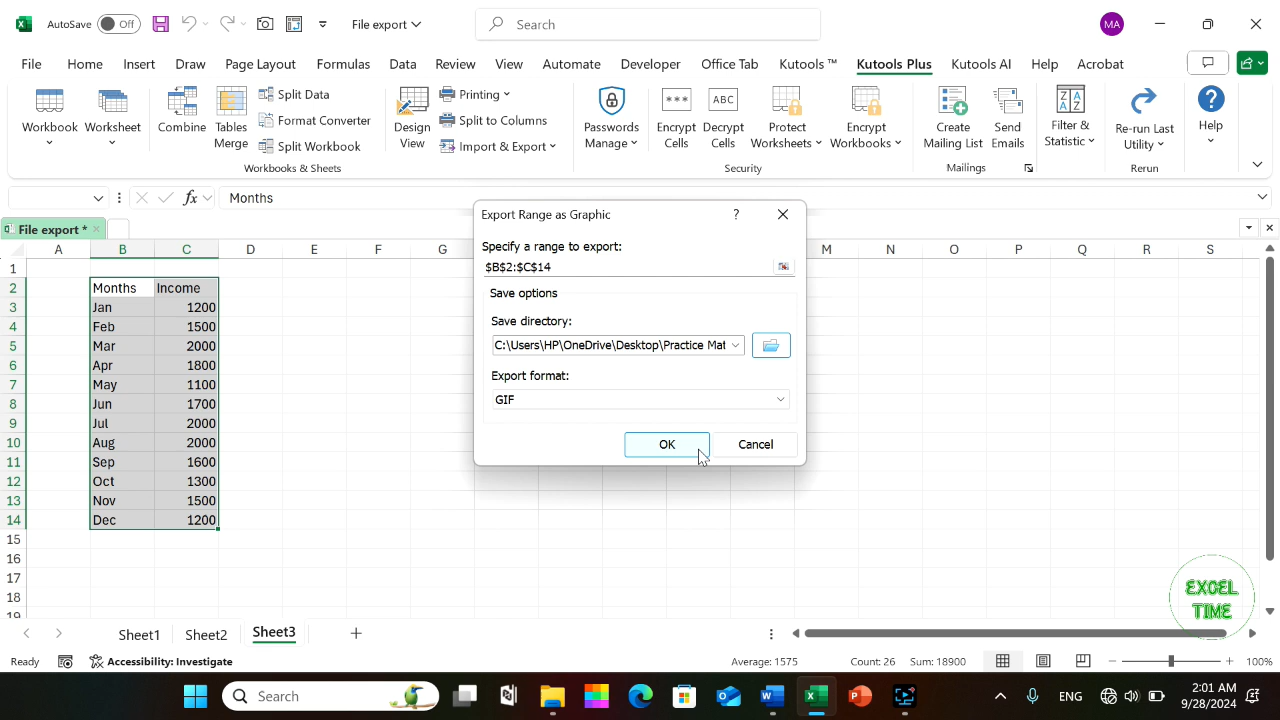 AutoSave Off File export Search MA
File Home Insert Draw Page Layout Formulas Data Review View Automate Developer Office Tab Kutools ™ Kutools Plus Kutools AI Help Acrobat
Workbook Worksheet Combine Tables Merge Split Data Format Converter Split Workbook Design View Printing Split to Columns Import & Export Passwords Manage Encrypt Cells Decrypt Cells Protect Worksheets Encrypt Workbooks Create Mailing List Send Emails Filter & Statistic Re-run Last Utility Help
Workbooks & Sheets Security Mailings Rerun
fx Months
File export *
A B C D E F G M N O P Q R S
1
2 Months Income
3 Jan 1200
4 Feb 1500
5 Mar 2000
6 Apr 1800
7 May 1100
8 Jun 1700
9 Jul 2000
10 Aug 2000
11 Sep 1600
12 Oct 1300
13 Nov 1500
14 Dec 1200
15
16
17
18
19
Export Range as Graphic ?
Specify a range to export:
$B$2:$C$14
Save options
Save directory:
C:\Users\HP\OneDrive\Desktop\Practice Mat
Export format:
GIF
OK Cancel
EXCEL
TIME
Sheet1 Sheet2 Sheet3
Ready Accessibility: Investigate Average: 1575 Count: 26 Sum: 18900 100%
Search ENG 2:01 AM
9/28/2024